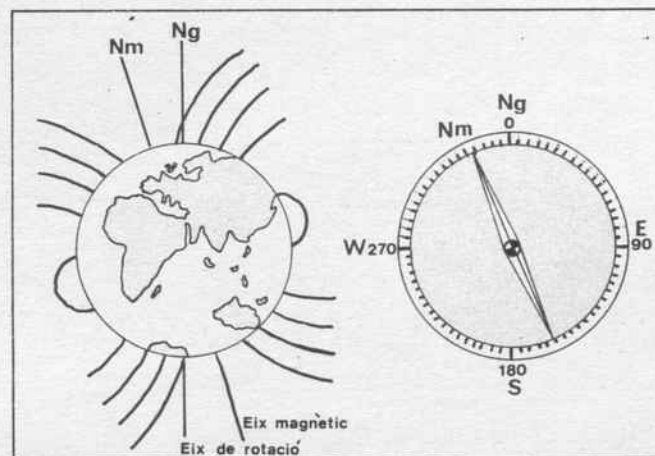 Nm
Ng
Eix magnètic
Eix de rotació
Ng
0
Nm
W 270
E
90
180
S